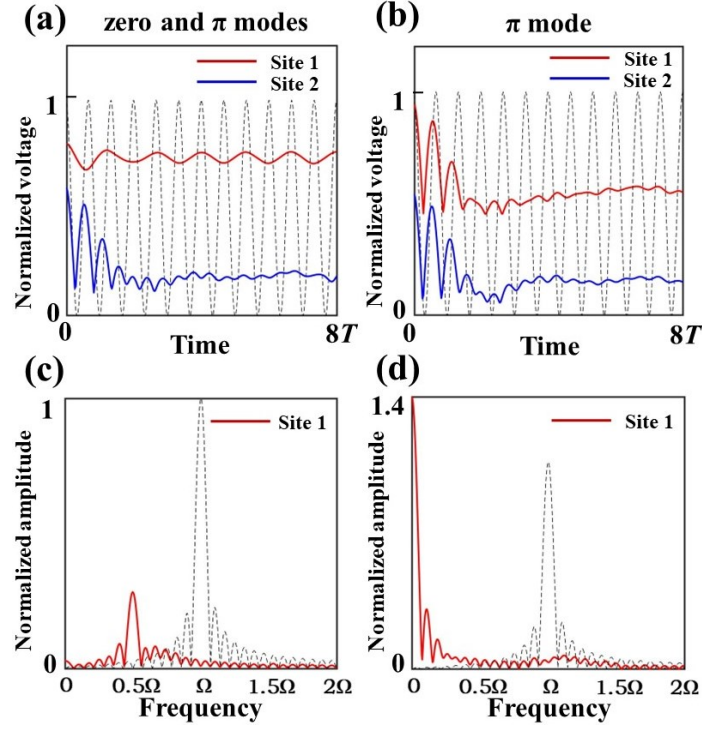 (a)
zero and π modes
Site 1
Site 2
1
0
Normalized voltage
0
Time
8T
(b)
π mode
Site 1
Site 2
1
0
Normalized voltage
0
Time
8T
(c)
Site 1
1
0
Normalized amplitude
0
0.5Ω
Ω
1.5Ω
2Ω
Frequency
(d)
Site 1
1.4
0
Normalized amplitude
0
0.5Ω
Ω
1.5Ω
2Ω
Frequency